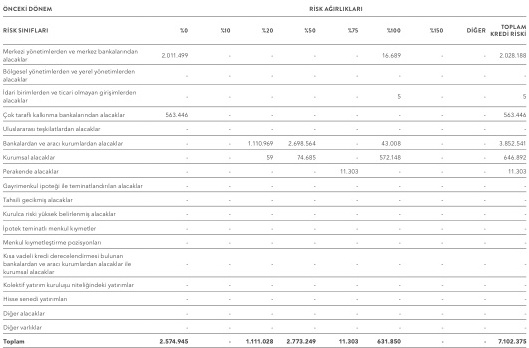 ÖNCEKİ DÖNEM RİSK AĞIRLIKLARI
RİSK SINIFLARI %0 %10 %20 %50 %75 %100 %150 DİĞER TOPLAM KREDİ RİSKİ
Merkezi yönetimlerden ve merkez bankalarından
alacaklar 2.011.499 - - - - 16.689 - - 2.028.188
Bölgesel yönetimlerden ve yerel yönetimlerden
alacaklar - - - - - - - - -
İdari birimlerden ve ticari olmayan girişimlerden
alacaklar - - - - - 5 - - 5
Çok taraflı kalkınma bankalarından alacaklar 563.446 - - - - - - - 563.446
Uluslararası teşkilatlardan alacaklar - - - - - - - - -
Bankalardan ve aracı kurumlardan alacaklar - - 1.110.969 2.698.564 - 43.008 - - 3.852.541
Kurumsal alacaklar - - 59 74.685 - 572.148 - - 646.892
Perakende alacaklar - - - - 11.303 - - - 11.303
Gayrimenkul ipoteği ile teminatlandırılan alacaklar - - - - - - - - -
Tahsili gecikmiş alacaklar - - - - - - - - -
Kurulca riski yüksek belirlenmiş alacaklar - - - - - - - - -
İpotek teminatlı menkul kıymetler - - - - - - - - -
Menkul kıymetleştirme pozisyonları - - - - - - - - -
Kısa vadeli kredi derecelendirmesi bulunan
bankalardan ve aracı kurumlardan alacaklar ile
kurumsal alacaklar - - - - - - - - -
Kolektif yatırım kuruluşu niteliğindeki yatırımlar - - - - - - - - -
Hisse senedi yatırımları - - - - - - - - -
Diğer alacaklar - - - - - - - - -
Diğer varlıklar - - - - - - - - -
Toplam 2.574.945 - 1.111.028 2.773.249 11.303 631.850 - - 7.102.375